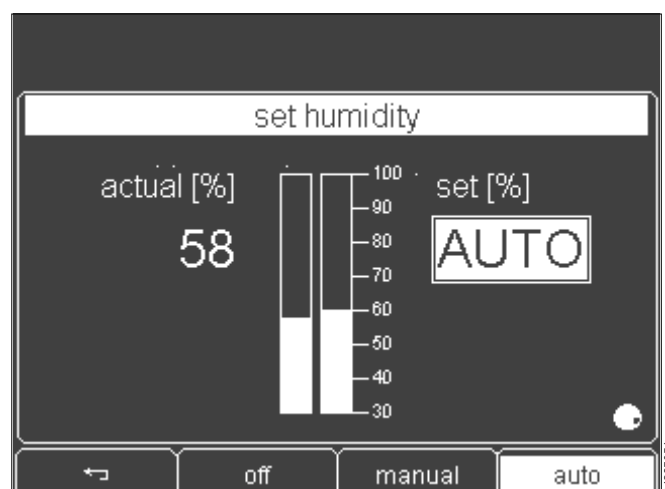 set humidity
actual [%]
set [%]
58
AUTO
100
90
80
70
60
50
40
30
off
manual
auto